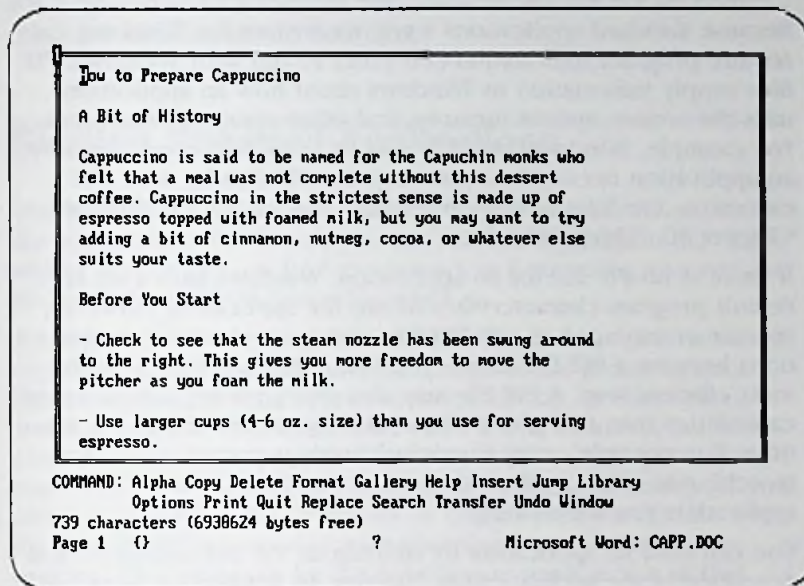 How to Prepare Cappuccino
A Bit of History
Cappuccino is said to be named for the Capuchin monks who
felt that a meal was not complete without this dessert
coffee. Cappuccino in the strictest sense is made up of
espresso topped with foamed milk, but you may want to try
adding a bit of cinnamon, nutmeg, cocoa, or whatever else
suits your taste.
Before You Start
- Check to see that the steam nozzle has been swung around
to the right. This gives you more freedom to move the
pitcher as you foam the milk.
Use larger cups (4-6 oz. size) than you use for serving
espresso.
COMMAND: Alpha Copy Delete Format Gallery Help Insert Jump Library
Options Print Quit Replace Search Transfer Undo Window
739 characters (6938624 bytes free)
Page 1 {} ? Microsoft Word: CAPP.DOC